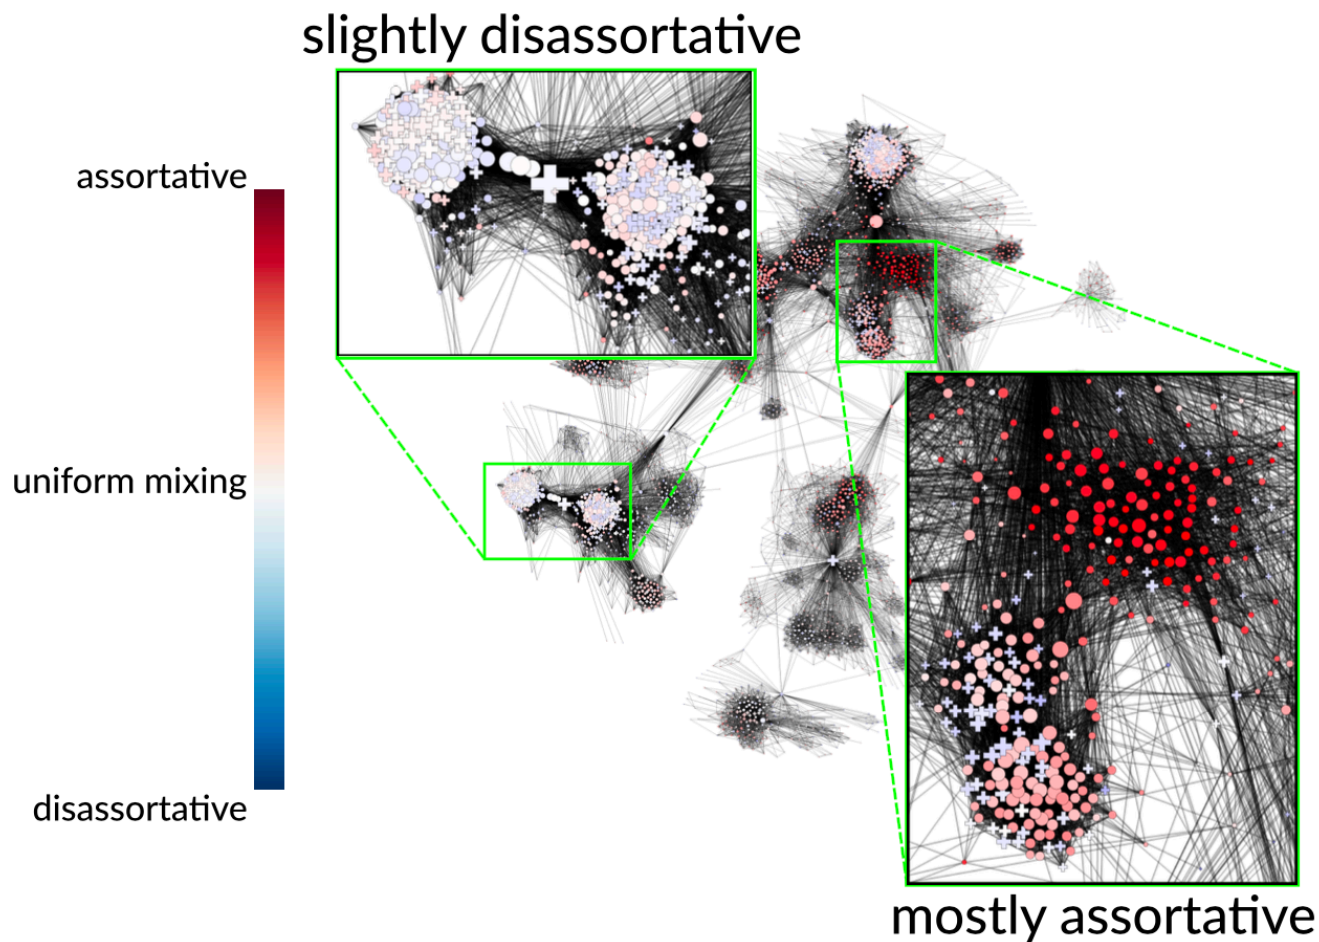 slightly disassortative
assortative
uniform mixing
disassortative
mostly assortative